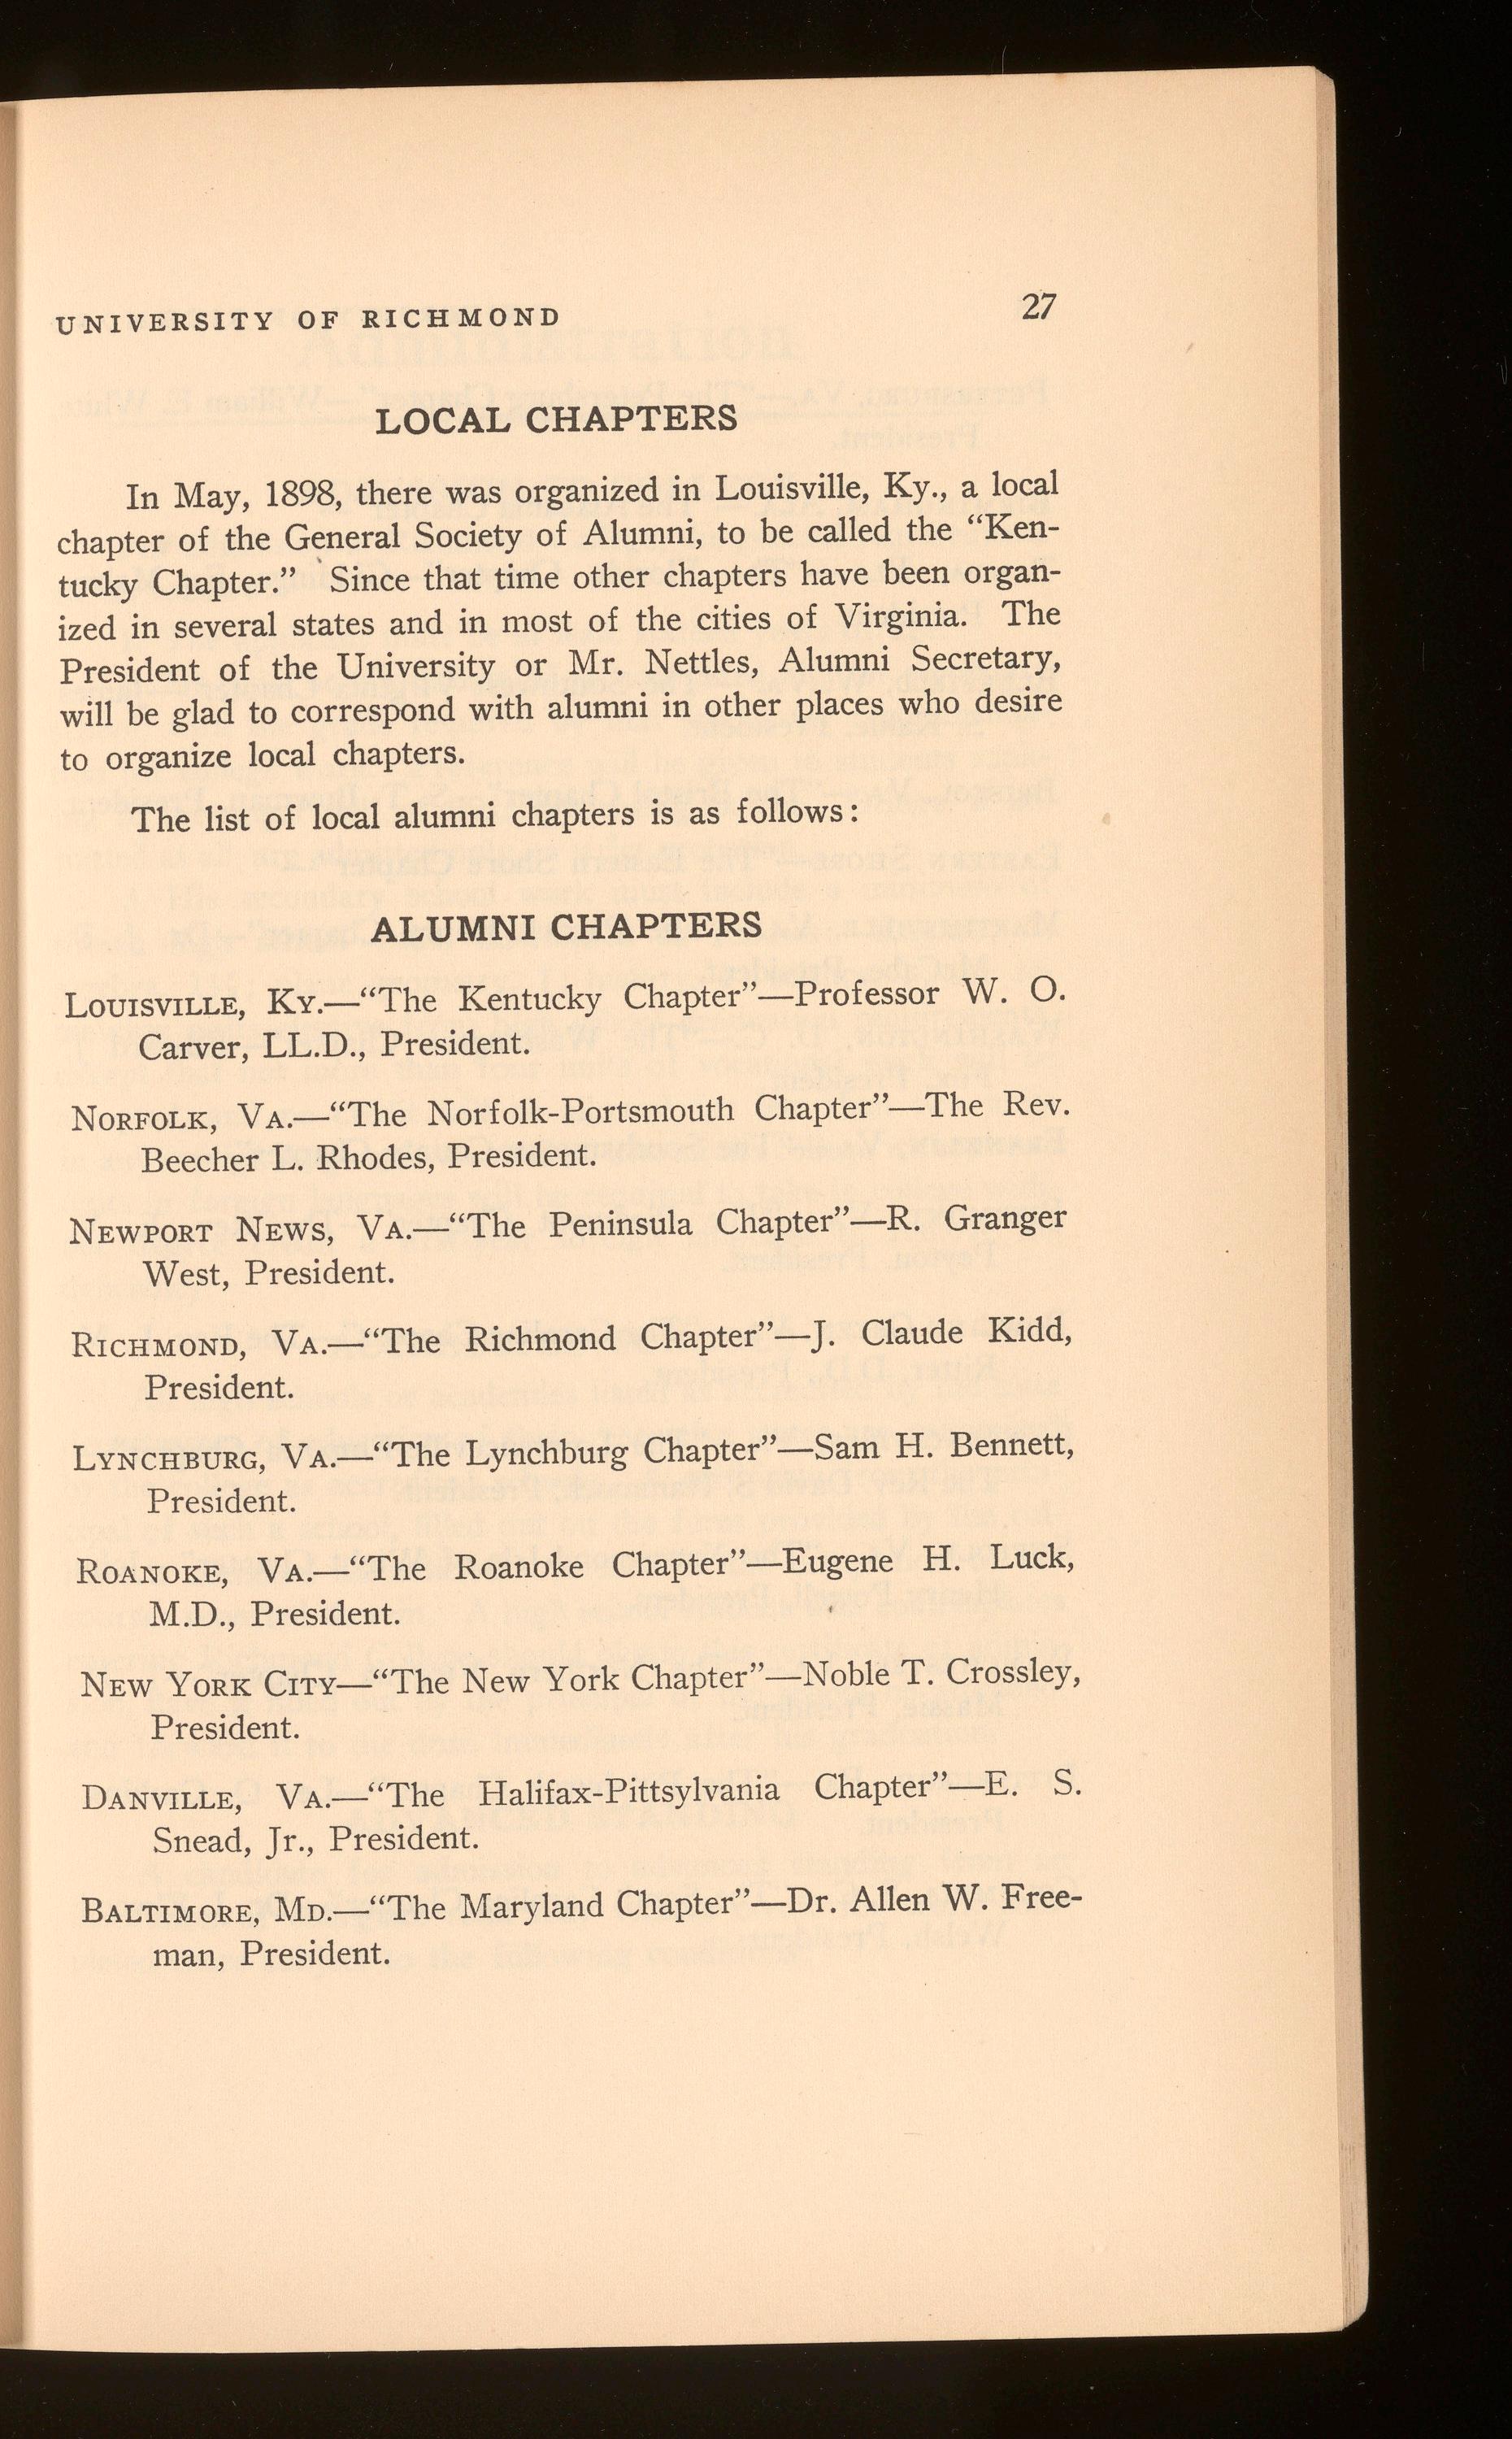 UNIVERSITY OF RICHMOND 27
LOCAL CHAPTERS
In May, 1898, there was organized in Louisville, Ky., a local
chapter of the General Society of Alumni, to be called the “Ken-
tucky Chapter.” Since that time other chapters have been organ-
ized in several states and in most of the cities of Virginia. The
President of the University or Mr. Nettles, Alumni Secretary,
will be glad to correspond with alumni in other places who desire
to organize local chapters.
The list of local alumni chapters is as follows:
ALUMNI CHAPTERS
LOUISVILLE, KY.—“The Kentucky Chapter”—Professor W. O.
Carver, LL.D., President.
NORFOLK, VA.—“The Norfolk-Portsmouth Chapter”—The Rev.
Beecher L. Rhodes, President.
NEWPORT NEWS, VA.—“The Peninsula Chapter”—R. Granger
West, President.
RICHMOND, VA.—“The Richmond Chapter”—J. Claude Kidd,
President.
LYNCHBURG, VA.—“The Lynchburg Chapter”—Sam H. Bennett,
President.
ROANOKE, VA.—“The Roanoke Chapter”—Eugene H. Luck,
M.D., President.
NEW YORK CITY—“The New York Chapter”—Noble T. Crossley,
President.
DANVILLE, VA.—“The Halifax-Pittsylvania Chapter”—E. S.
Snead, Jr., President.
BALTIMORE, MD.—“The Maryland Chapter”—Dr. Allen W. Free-
man, President.